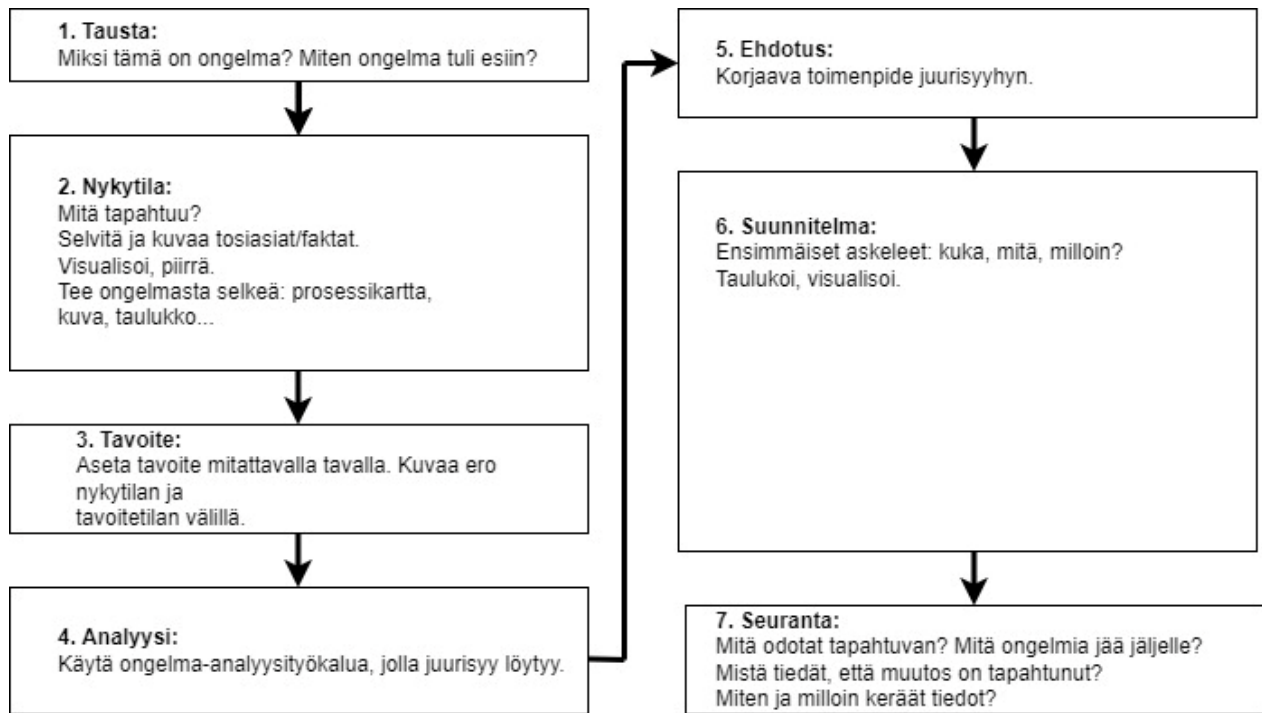 1. Tausta:
Miksi tämä on ongelma? Miten ongelma tuli esiin?
2. Nykytila:
Mitä tapahtuu?
Selvitä ja kuvaa tosiasiat/faktat.
Visualisoi, piirrä.
Tee ongelmasta selkeä: prosessikartta,
kuva, taulukko...
3. Tavoite:
Aseta tavoite mitattavalla tavalla. Kuvaa ero
nykytilan ja
tavoitetilan välillä.
4. Analyysi:
Käytä ongelma-analyysityökalua, jolla juurisyy löytyy.
5. Ehdotus:
Korjaava toimenpide juurisyyhyn.
6. Suunnitelma:
Ensimmäiset askeleet: kuka, mitä, milloin?
Taulukoi, visualisoi.
7. Seuranta:
Mitä odotat tapahtuvan? Mitä ongelmia jää jäljelle?
Mistä tiedät, että muutos on tapahtunut?
Miten ja milloin keräät tiedot?